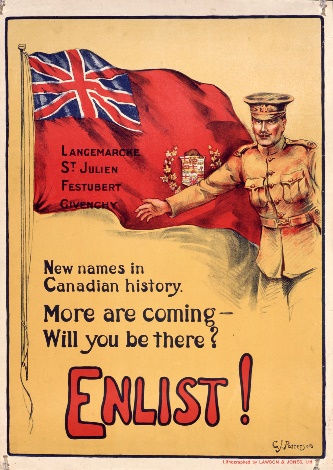 LANGEMARCKE
ST JULIEN
FESTUBERT
GIVENCHY
New names in
Canadian history.
More are coming—
Will you be there?
ENLIST!
C.J. Patterson
Lithographed by LAWSON & JONES, Ltd